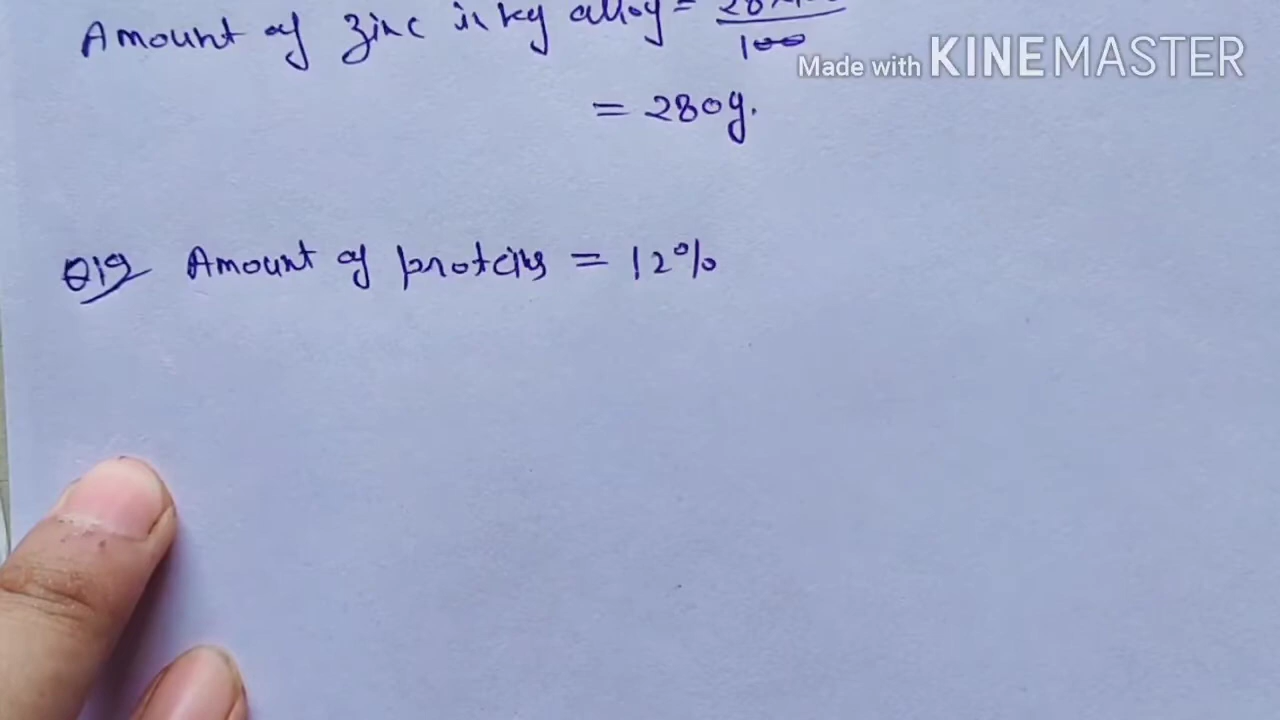 Amount of zinc in kg alloy =
100
Made with KINEMASTER
= 280g.
Q19 Amount of proteins = 12%